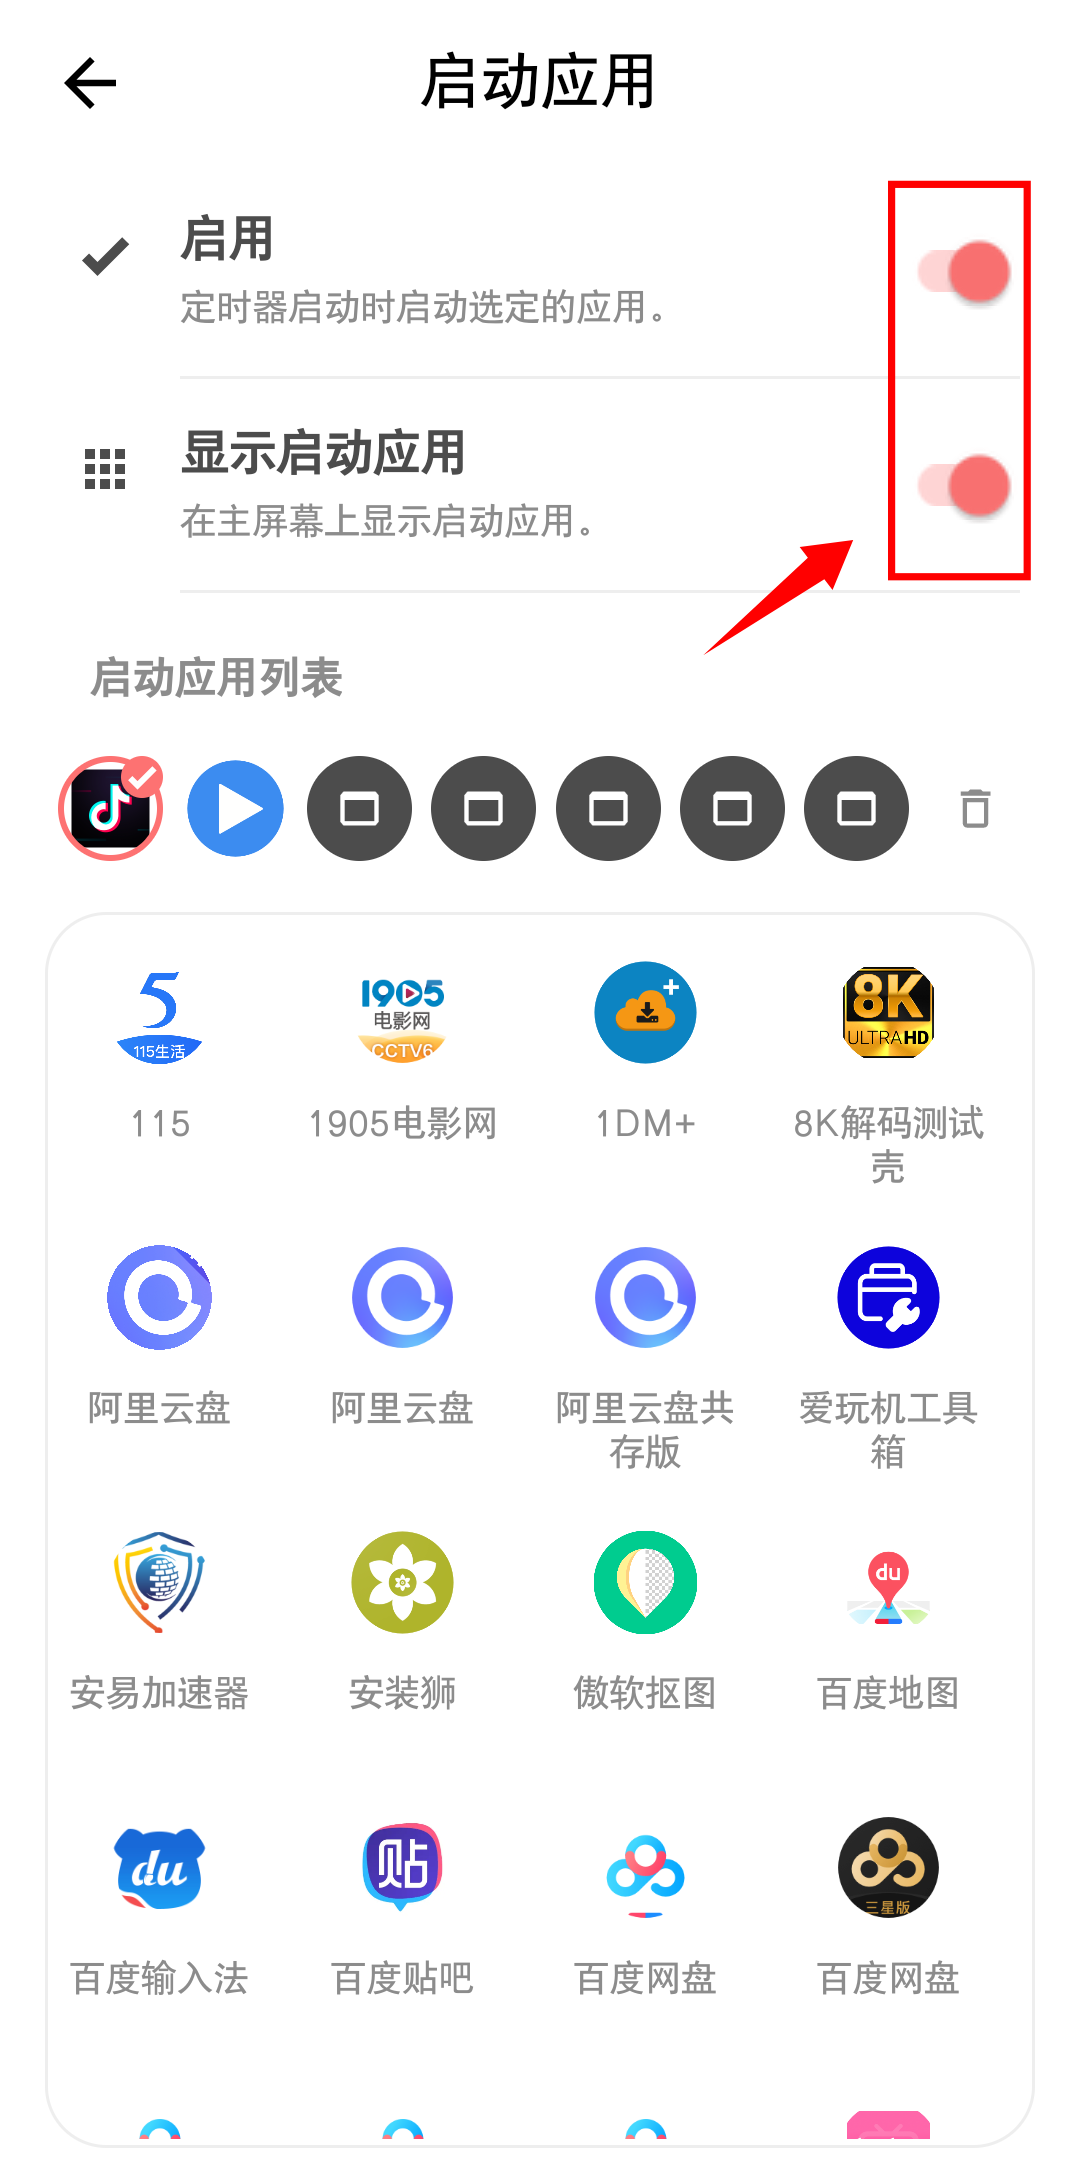 启动应用
启用
定时器启动时启动选定的应用。
显示启动应用
在主屏幕上显示启动应用。
启动应用列表
5
115生活
1905
电影网
CCTV6
8K
ULTRAHD
115
1905电影网
1DM+
8K解码测试
壳
阿里云盘
阿里云盘
阿里云盘共
存版
爱玩机工具
箱
du
安易加速器
安装狮
傲软抠图
百度地图
du
贴
三星版
百度输入法
百度贴吧
百度网盘
百度网盘